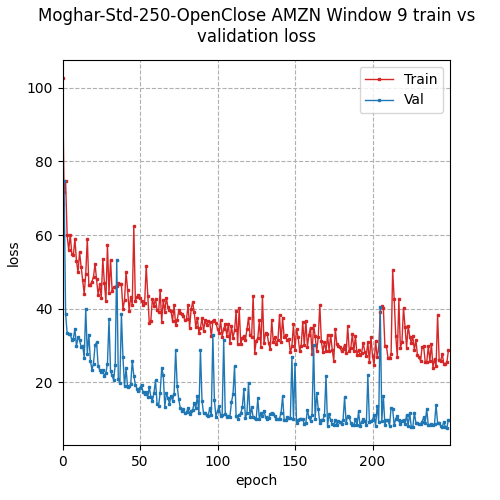 Moghar-Std-250-OpenClose AMZN Window 9 train vs
validation loss
Train
Val
100
80
60
40
20
loss
0
50
100
150
200
epoch